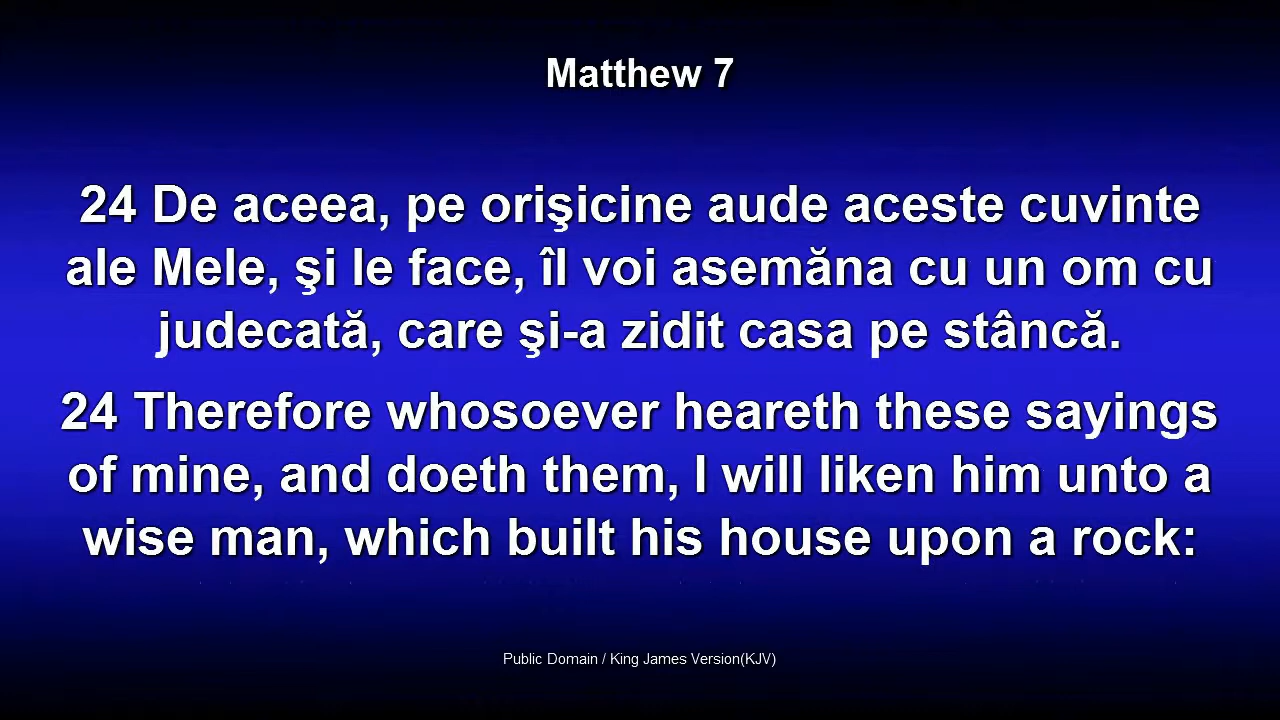 Matthew 7
24 De aceea, pe orişicine aude aceste cuvinte
ale Mele, şi le face, îl voi asemăna cu un om cu
judecată, care şi-a zidit casa pe stâncă.
24 Therefore whosoever heareth these sayings
of mine, and doeth them, I will liken him unto a
wise man, which built his house upon a rock:
Public Domain / King James Version(KJV)